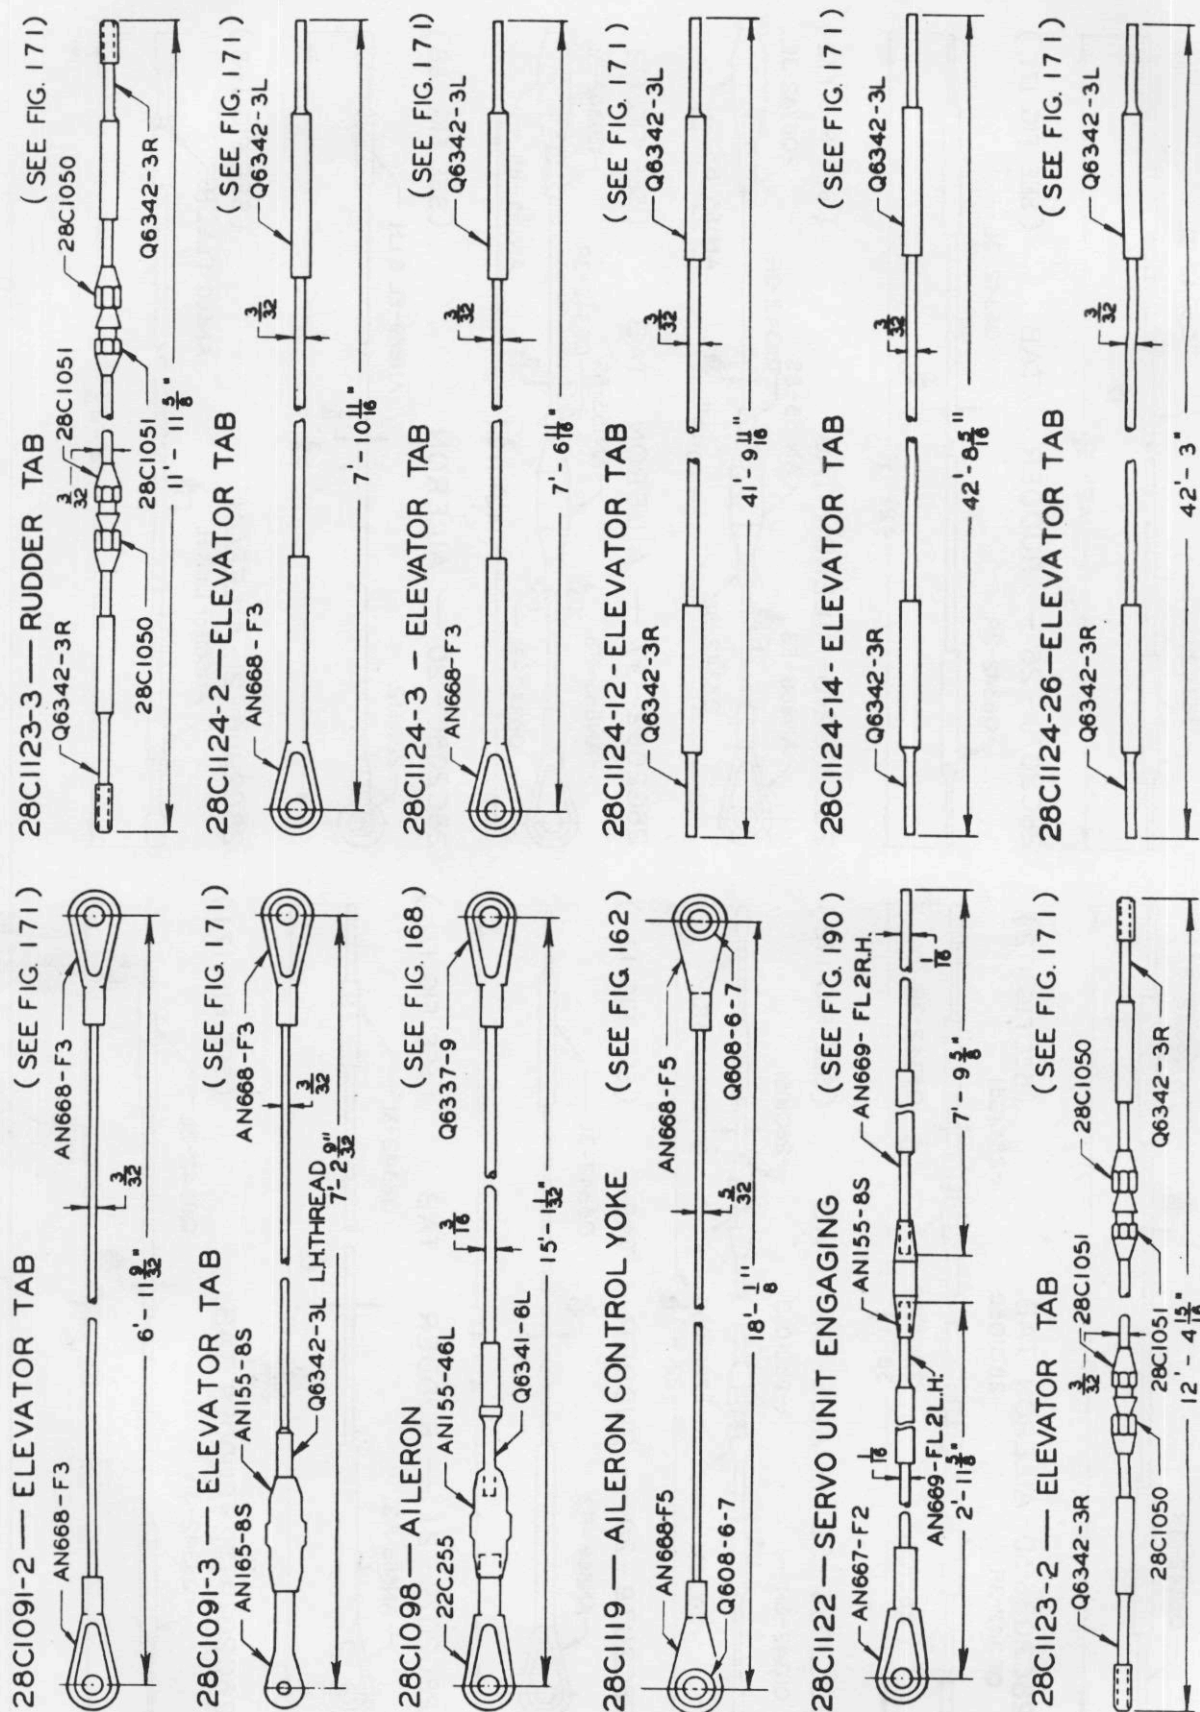 28C1091-2 — ELEVATOR TAB (SEE FIG. 171)
AN668-F3
AN668-F3
3/32
6'- 11 9/32"
28C1091-3 — ELEVATOR TAB (SEE FIG. 171)
AN165-8S
AN155-8S
AN668-F3
Q6342-3L L.H.THREAD
3/32
7'- 2 9/32"
28C1098 — AILERON (SEE FIG. 168)
22C255
AN155-46L
3/16
Q6337-9
Q6341-6L
15'- 1 1/32"
28C1119 — AILERON CONTROL YOKE (SEE FIG. 162)
AN668-F5
AN668-F5
Q608-6-7
5/32
Q608-6-7
18'- 1/8"
28C1122 — SERVO UNIT ENGAGING (SEE FIG. 190)
AN667-F2
1/16
AN155-8S
AN669-FL2R.H.
AN669-FL2L.H.
1/16
2'- 11 5/8"
7'- 9 5/8"
28C1123-2 — ELEVATOR TAB (SEE FIG. 171)
Q6342-3R
3/32
28C1051
28C1050
28C1050
28C1051
Q6342-3R
12'- 4 15/16"
28C1123-3 — RUDDER TAB (SEE FIG. 171)
Q6342-3R
3/32
28C1051
28C1050
28C1050
28C1051
Q6342-3R
11'- 11 5/8"
28C1124-2—ELEVATOR TAB (SEE FIG. 171)
AN668-F3
3/32
Q6342-3L
7'- 10 11/16"
28C1124-3 — ELEVATOR TAB (SEE FIG. 171)
AN668-F3
3/32
Q6342-3L
7'- 6 11/16"
28C1124-12-ELEVATOR TAB (SEE FIG. 171)
Q6342-3R
3/32
Q6342-3L
41'- 9 11/16"
28C1124-14- ELEVATOR TAB (SEE FIG. 171)
Q6342-3R
3/32
Q6342-3L
42'- 8 5/16"
28C1124-26—ELEVATOR TAB (SEE FIG. 171)
Q6342-3R
3/32
Q6342-3L
42'- 3"